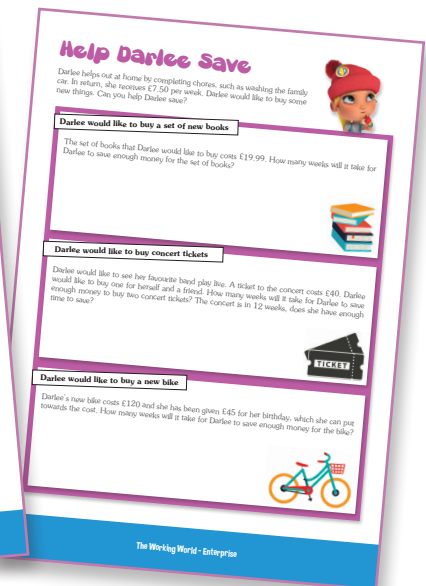 Help Darlee Save
Darlee helps out at home by completing chores, such as washing the family
car. In return, she receives £7.50 per week. Darlee would like to buy some
new things. Can you help Darlee save?
Darlee would like to buy a set of new books
The set of books that Darlee would like to buy costs £19.99. How many weeks will it take for
Darlee to save enough money for the set of books?
Darlee would like to buy concert tickets
Darlee would like to see her favourite band play live. A ticket to the concert costs £40. Darlee
would like to buy one for herself and a friend. How many weeks will it take for Darlee to save
enough money to buy two concert tickets? The concert is in 12 weeks, does she have enough
time to save?
TICKET
Darlee would like to buy a new bike
Darlee's new bike costs £120 and she has been given £45 for her birthday, which she can put
towards the cost. How many weeks will it take for Darlee to save enough money for the bike?
The Working World - Enterprise